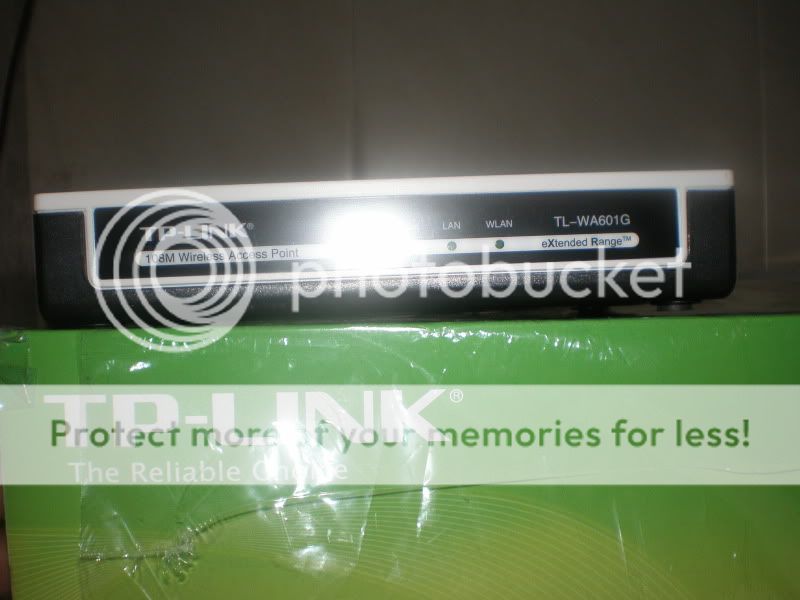 LAN WLAN TL-WA601G
TP-LINK®
108M Wireless Access Point eXtended Range™
photobucket
TP-LINK®
Protect more of your memories for less!
The Reliable Choice